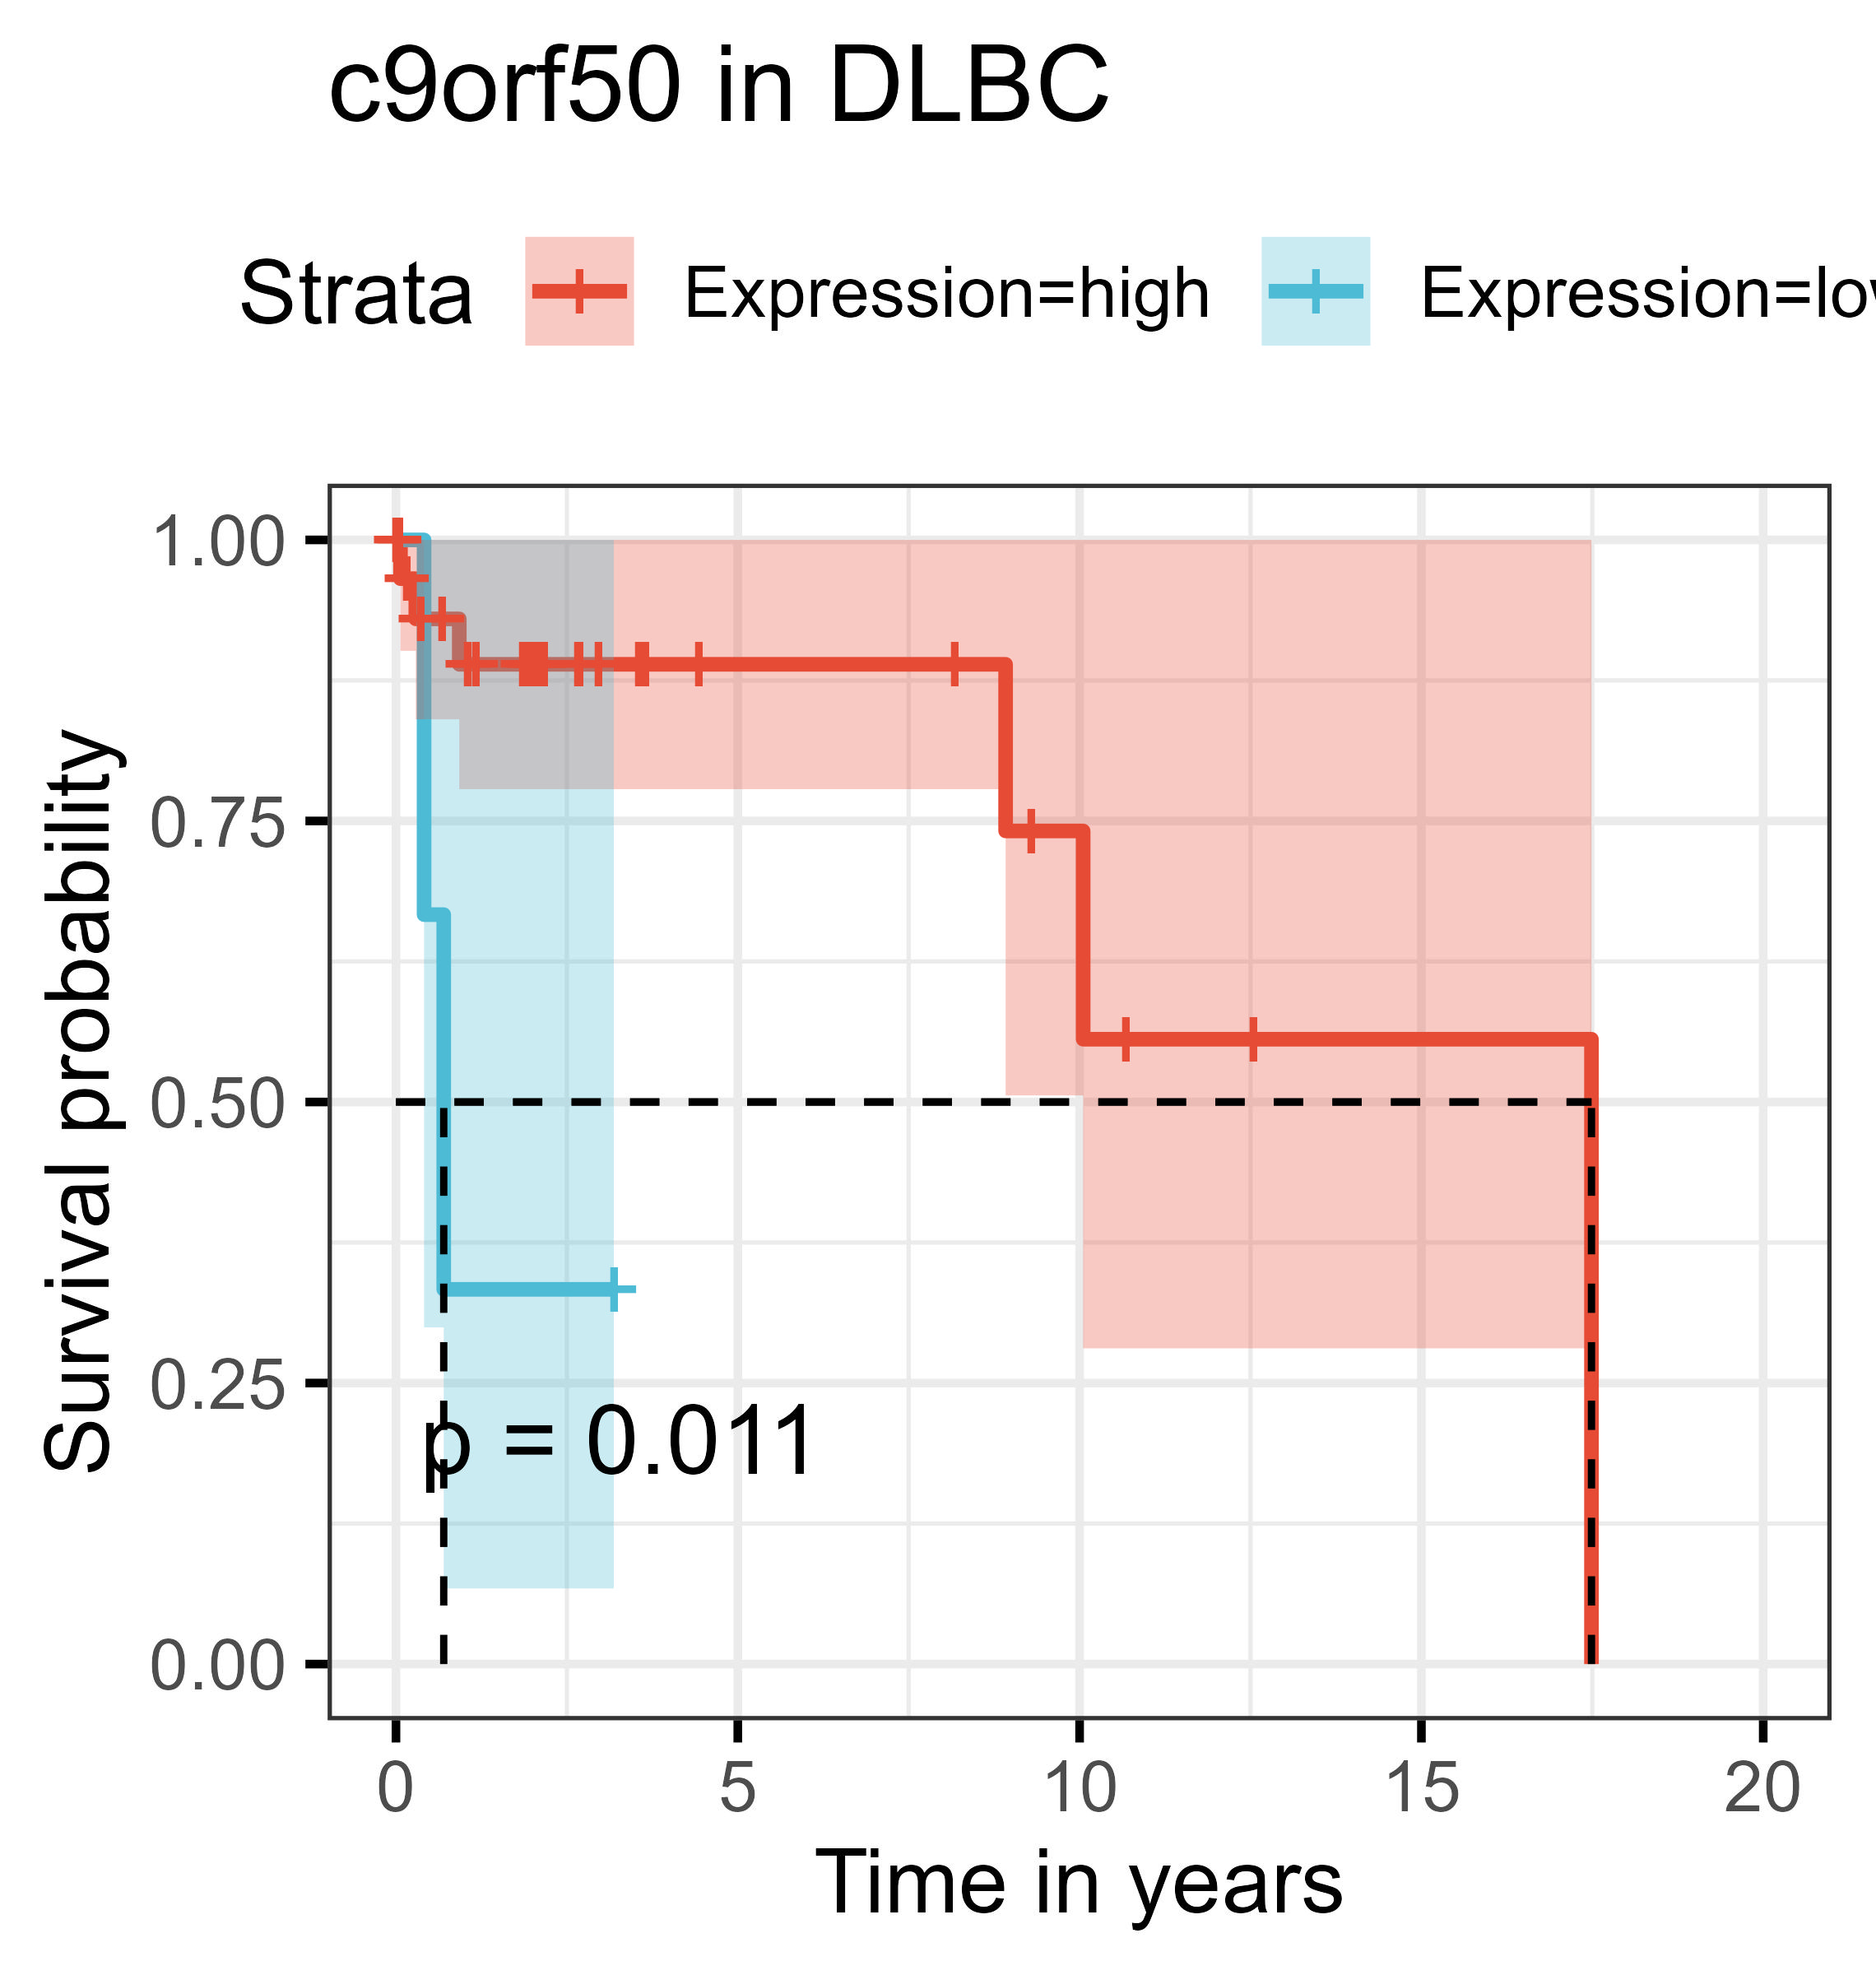 c9orf50 in DLBC
Strata Expression=high Expression=lo
1.00
0.75
0.50
0.25
0.00
Survival probability
p = 0.011
0 5 10 15 20
Time in years